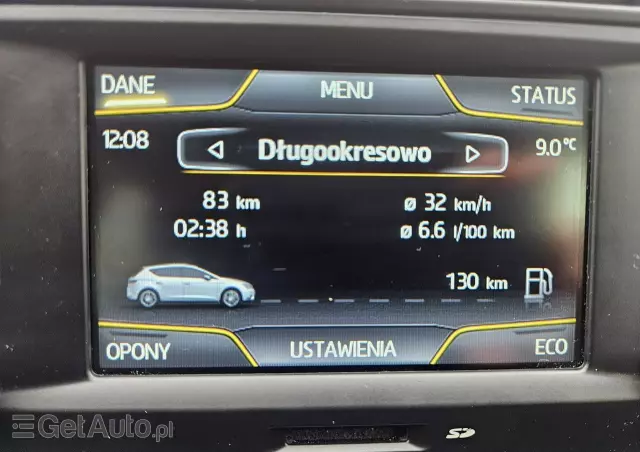 DANE MENU STATUS
12:08 Długookresowo 9.0°C
83 km ø 32 km/h
02:38 h ø 6.6 l/100 km
130 km
OPONY USTAWIENIA ECO
GetAuto.pl
SD